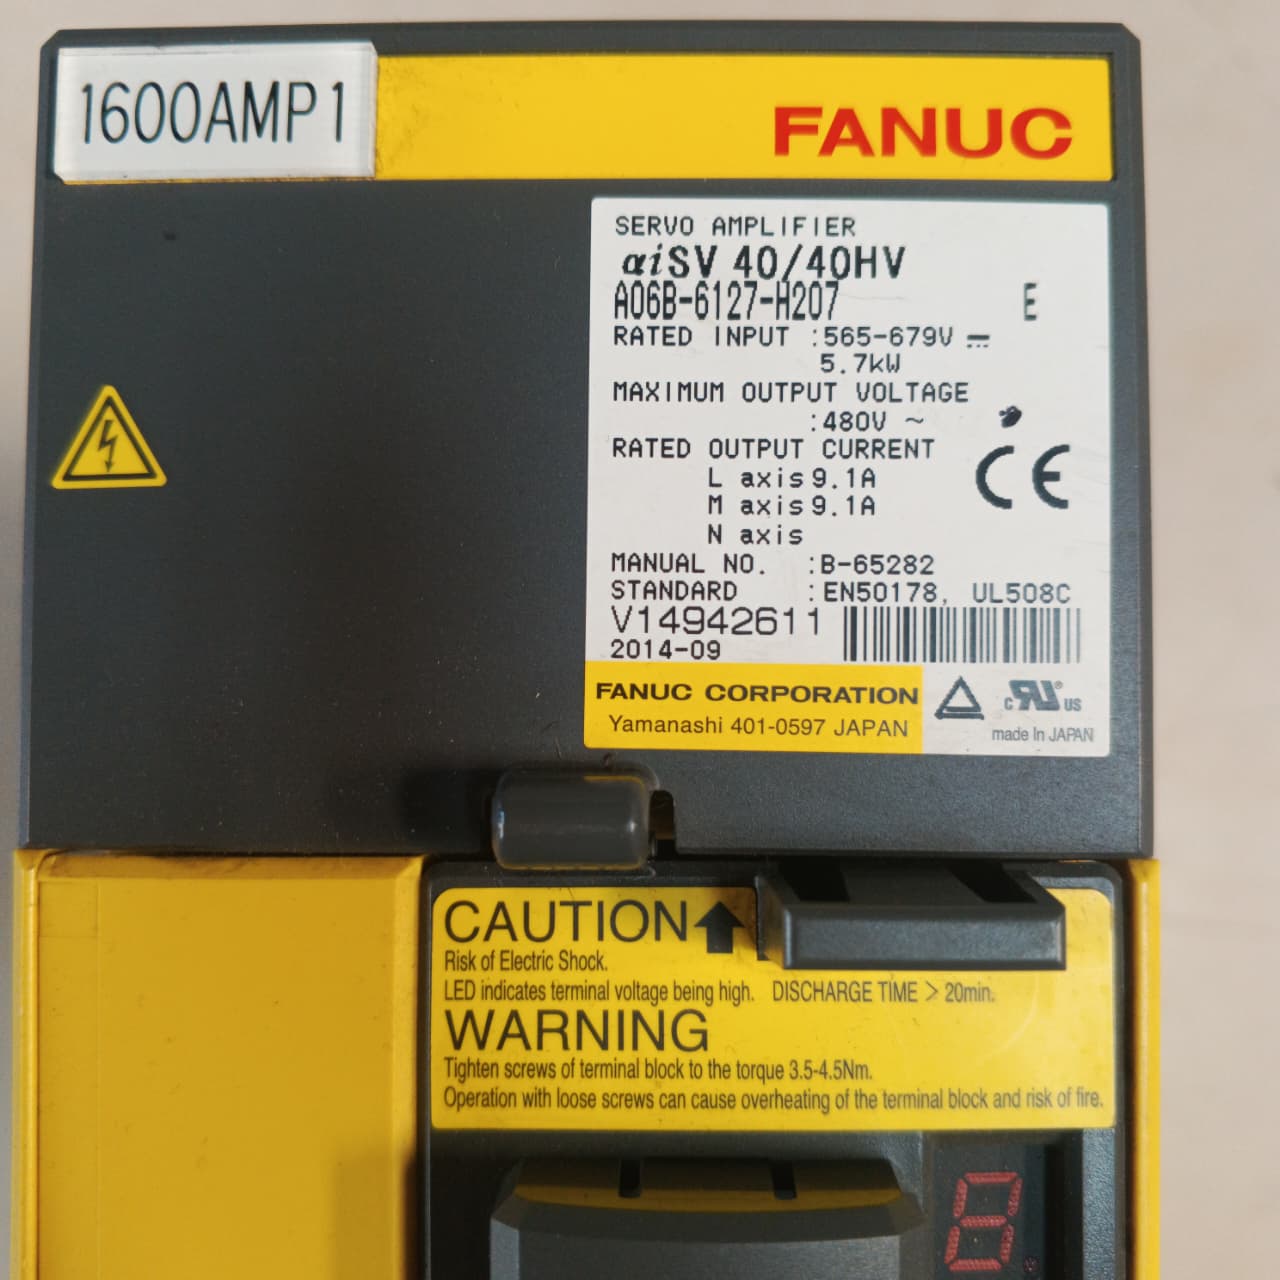 1600AMP1
FANUC
SERVO AMPLIFIER
αiSV 40/40HV
A06B-6127-H207 E
RATED INPUT :565-679V ⎓
5.7kW
MAXIMUM OUTPUT VOLTAGE
:480V ~
RATED OUTPUT CURRENT
L axis 9.1A
M axis 9.1A
N axis
CE
MANUAL NO. :B-65282
STANDARD :EN50178, UL508C
V14942611
2014-09
FANUC CORPORATION
Yamanashi 401-0597 JAPAN
c RU® US
made In JAPAN
CAUTION
Risk of Electric Shock.
LED indicates terminal voltage being high. DISCHARGE TIME > 20min.
WARNING
Tighten screws of terminal block to the torque 3.5-4.5Nm.
Operation with loose screws can cause overheating of the terminal block and risk of fire.
8.